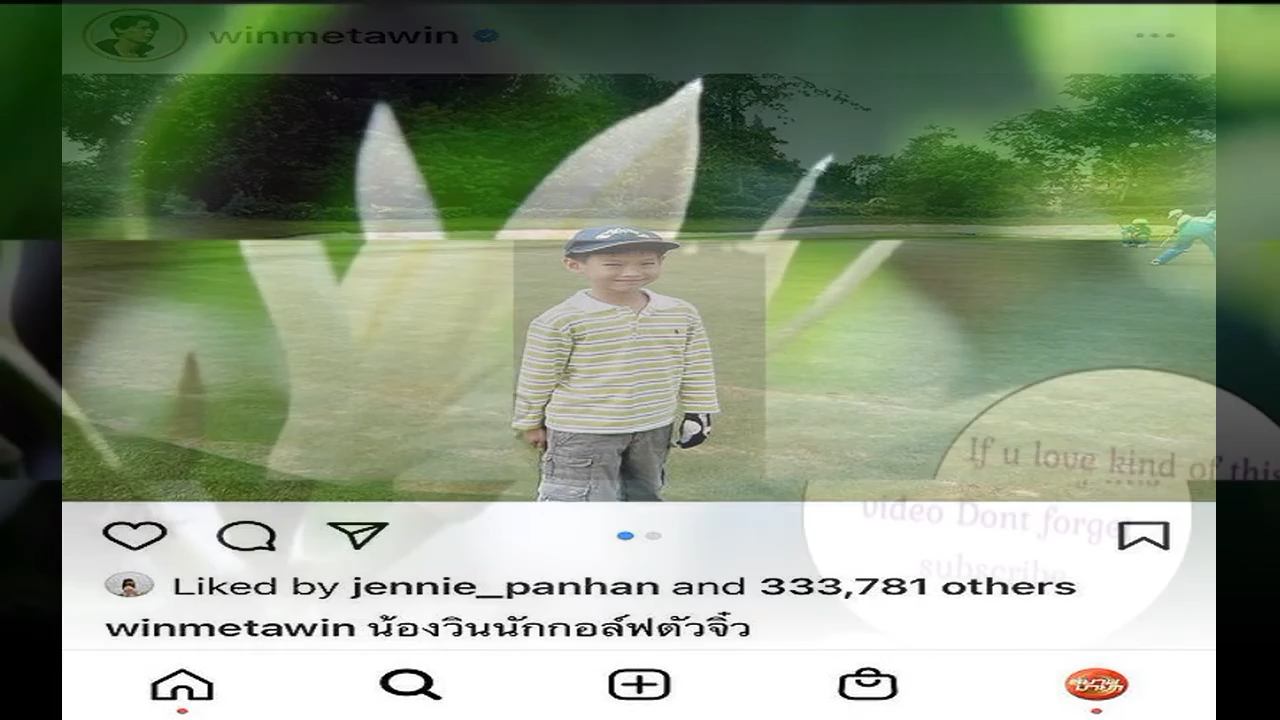 winmetawin
If u love kind of this
video Dont forge
subscribe
Liked by jennie_panhan and 333,781 others
winmetawin น้องวินนักกอล์ฟตัวจิ๋ว